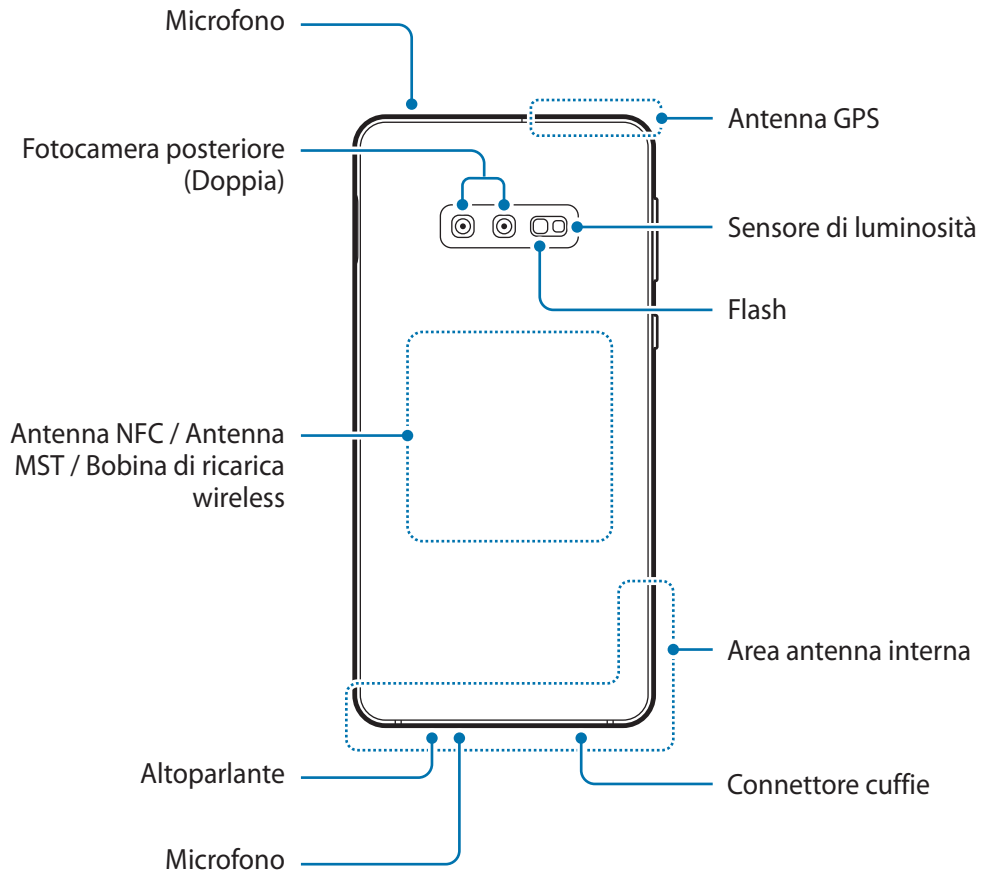 Microfono
Antenna GPS
Fotocamera posteriore
(Doppia)
Sensore di luminosità
Flash
Antenna NFC / Antenna
MST / Bobina di ricarica
wireless
Area antenna interna
Altoparlante
Connettore cuffie
Microfono